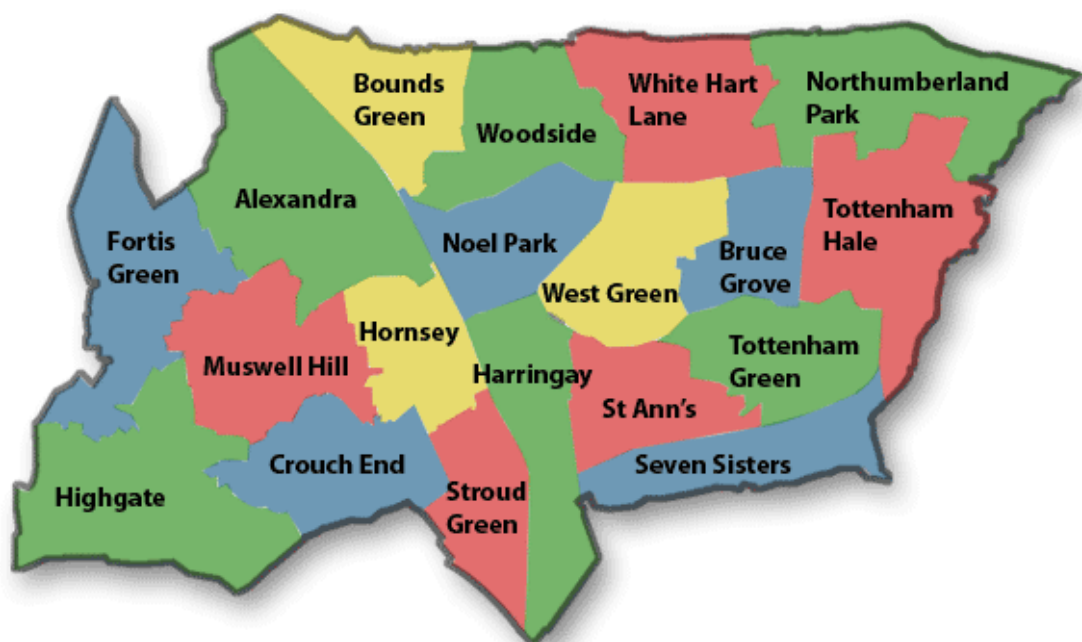 Bounds
Green
White Hart
Lane
Northumberland
Park
Woodside
Alexandra
Tottenham
Hale
Fortis
Green
Noel Park
Bruce
Grove
West Green
Hornsey
Muswell Hill
Harringay
Tottenham
Green
St Ann's
Crouch End
Seven Sisters
Highgate
Stroud
Green